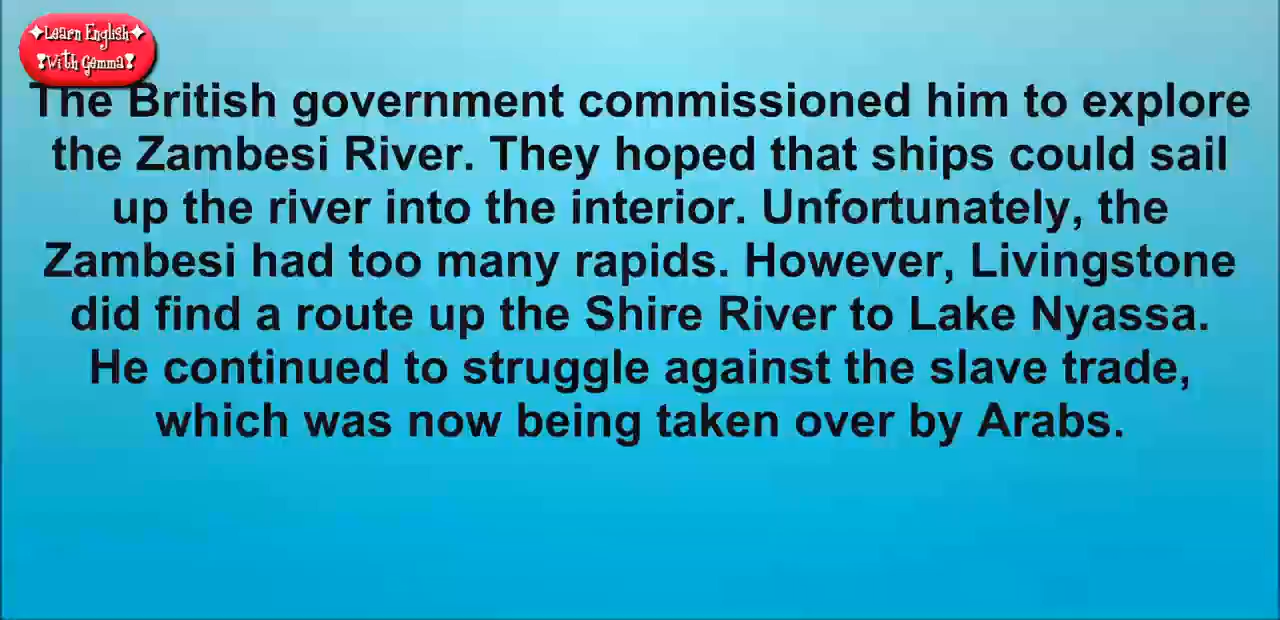 ✦Learn English✦
❣With Gemma❣
The British government commissioned him to explore
the Zambesi River. They hoped that ships could sail
up the river into the interior. Unfortunately, the
Zambesi had too many rapids. However, Livingstone
did find a route up the Shire River to Lake Nyassa.
He continued to struggle against the slave trade,
which was now being taken over by Arabs.